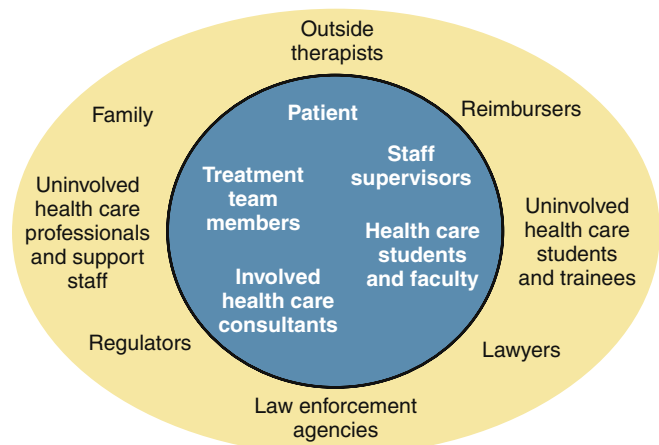 Outside
therapists
Family
Reimbursers
Patient
Staff
supervisors
Treatment
team
members
Uninvolved
health care
professionals
and support
staff
Uninvolved
health care
students
and trainees
Health care
students
and faculty
Involved
health care
consultants
Regulators
Lawyers
Law enforcement
agencies